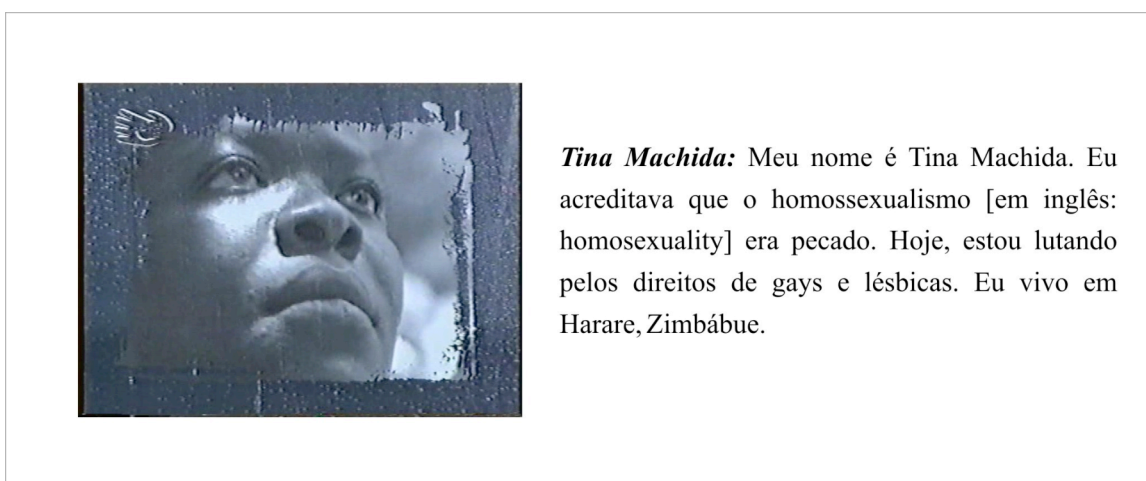 Tina Machida: Meu nome é Tina Machida. Eu
acreditava que o homossexualismo [em inglês:
homosexuality] era pecado. Hoje, estou lutando
pelos direitos de gays e lésbicas. Eu vivo em
Harare, Zimbábue.